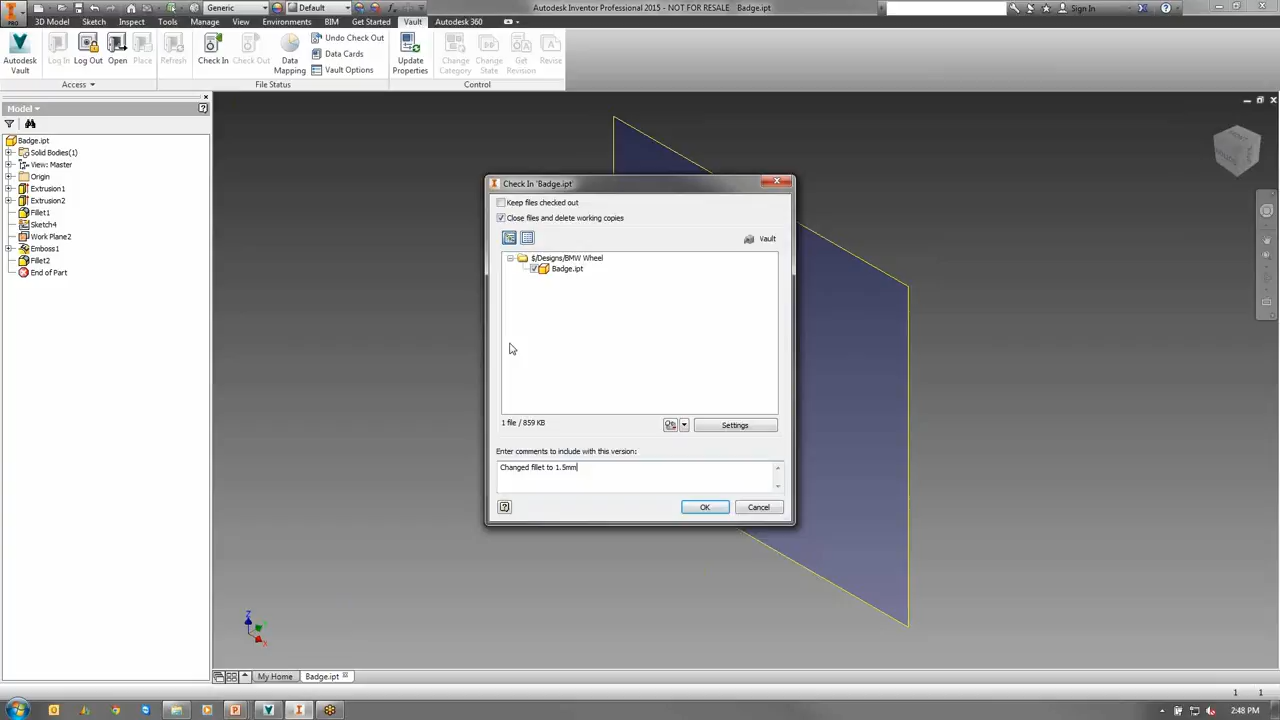 Generic
Default
Autodesk Inventor Professional 2015 - NOT FOR RESALE Badge.ipt
Sign In
PRO
3D Model
Sketch
Inspect
Tools
Manage
View
Environments
BIM
Get Started
Vault
Autodesk 360
Autodesk
Vault
Log In
Log Out
Open
Place
Refresh
Check In
Check Out
Data
Mapping
Undo Check Out
Data Cards
Vault Options
Update
Properties
Change
Category
Change
State
Get
Revision
Revise
Access
File Status
Control
Model
Badge.ipt
Solid Bodies(1)
View: Master
Origin
Extrusion1
Extrusion2
Fillet1
Sketch4
Work Plane2
Emboss1
Fillet2
End of Part
Check In 'Badge.ipt'
Keep files checked out
Close files and delete working copies
Vault
$/Designs/BMW Wheel
Badge.ipt
1 file / 859 KB
Settings
Enter comments to include with this version:
Changed fillet to 1.5mm
OK
Cancel
Z
X
My Home
Badge.ipt
1 1
2:48 PM